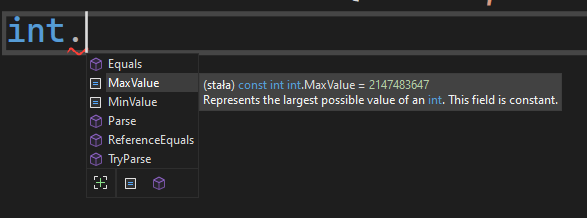 int.
Equals
MaxValue
MinValue
Parse
ReferenceEquals
TryParse
(stała) const int int.MaxValue = 2147483647
Represents the largest possible value of an int. This field is constant.